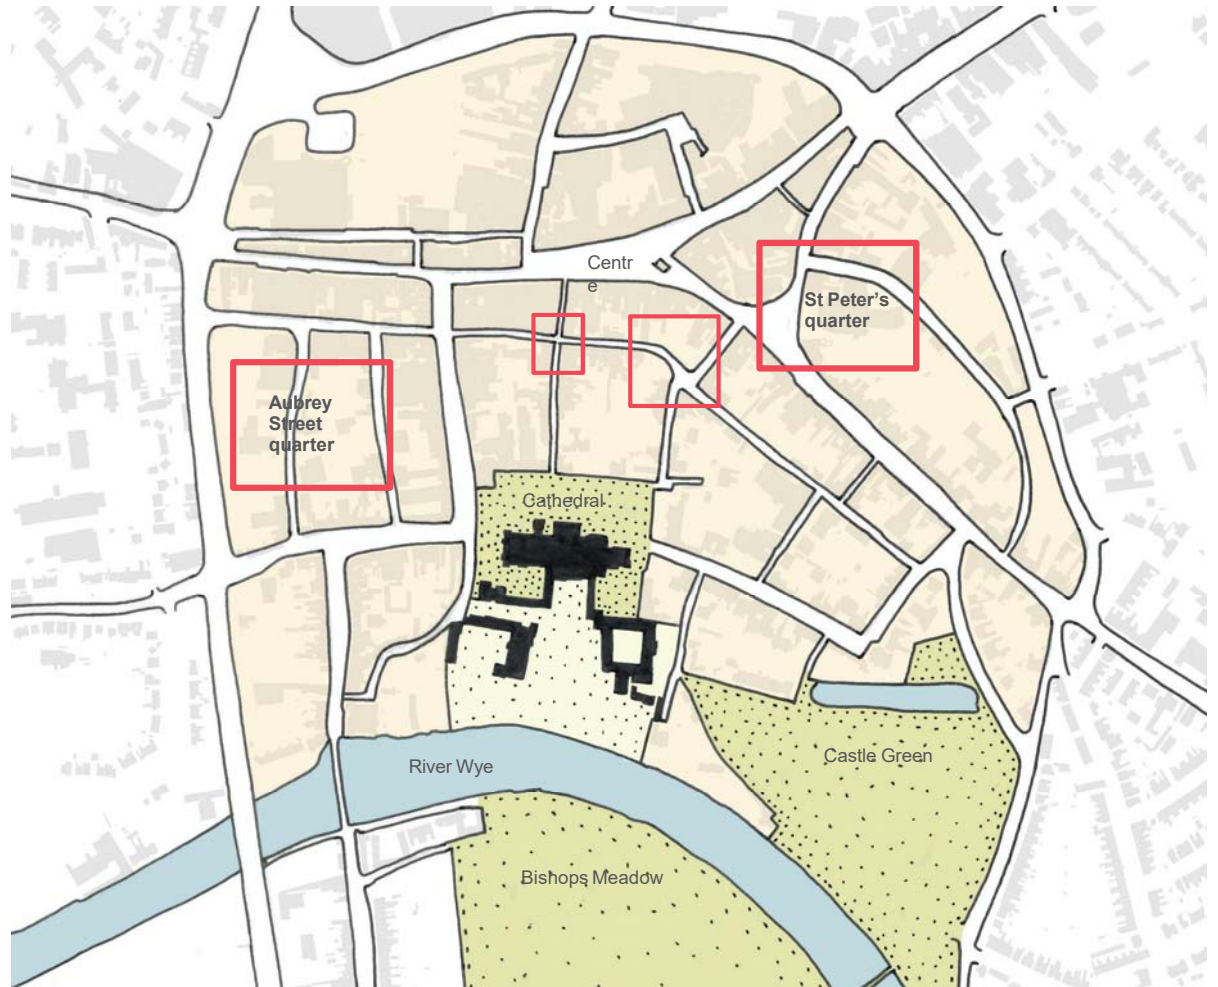 Centr
e
St Peter's
quarter
Aubrey
Street
quarter
Cathedral
Castle Green
River Wye
Bishops Meadow